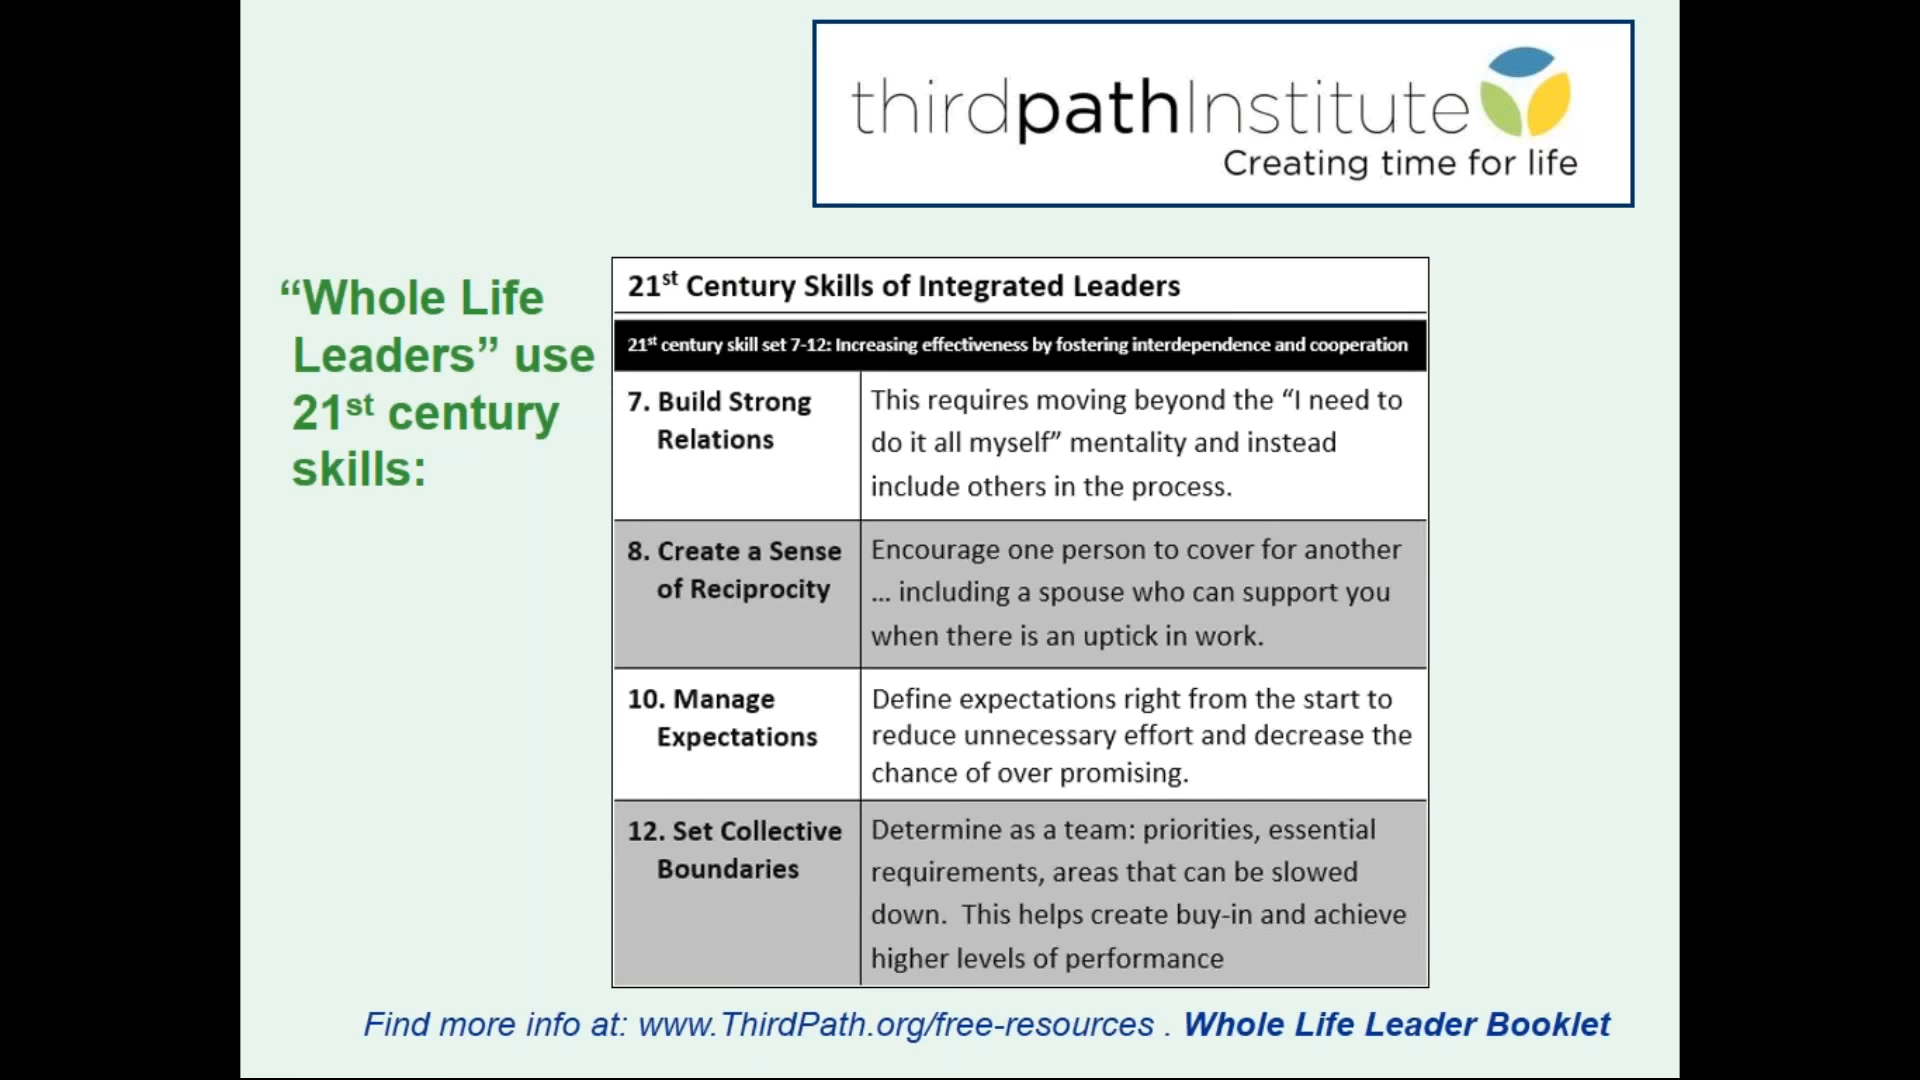 thirdpathInstitute
Creating time for life
“Whole Life
Leaders” use
21st century
skills:
21st Century Skills of Integrated Leaders
21st century skill set 7-12: Increasing effectiveness by fostering interdependence and cooperation
7. Build Strong
Relations
This requires moving beyond the “I need to
do it all myself” mentality and instead
include others in the process.
8. Create a Sense
of Reciprocity
Encourage one person to cover for another
... including a spouse who can support you
when there is an uptick in work.
10. Manage
Expectations
Define expectations right from the start to
reduce unnecessary effort and decrease the
chance of over promising.
12. Set Collective
Boundaries
Determine as a team: priorities, essential
requirements, areas that can be slowed
down.  This helps create buy-in and achieve
higher levels of performance
Find more info at: www.ThirdPath.org/free-resources . Whole Life Leader Booklet